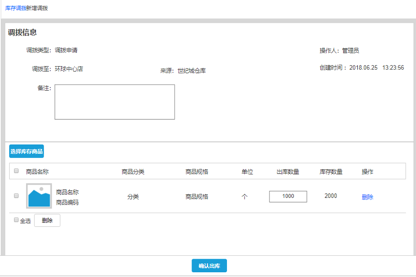 库存调拨新增调拨
调拨信息
调拨类型：调拨申请
操作人：管理员
调拨至：环球中心店
来源：世纪城仓库
创建时间：2018.06.25 13:23:56
备注：
选择库存商品
商品名称 商品分类 商品规格 单位 出库数量 库存数量 操作
商品名称
商品编码
分类 商品规格 个 1000 2000 删除
全选 删除
确认出库